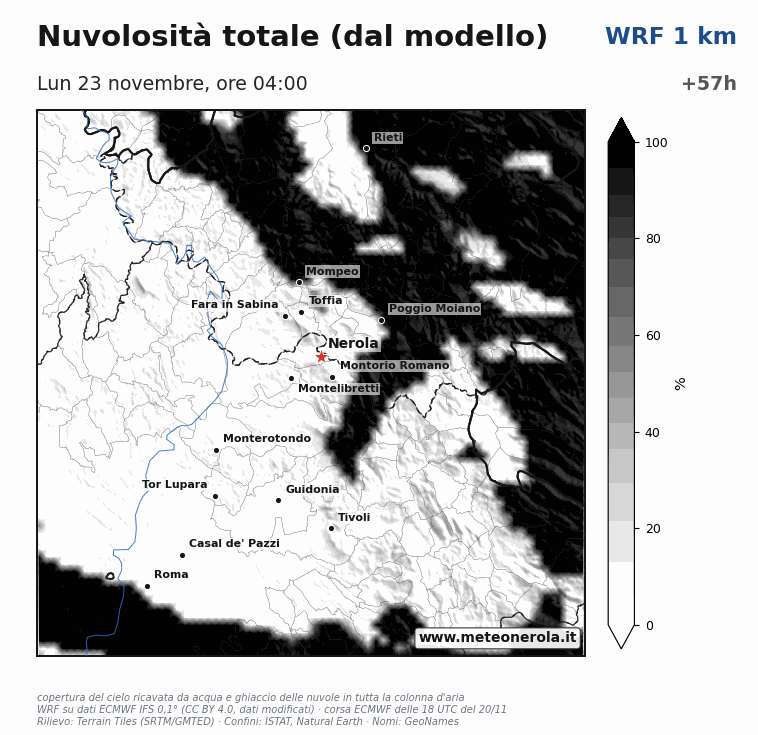 Nuvolosità totale (dal modello)
WRF 1 km
Lun 23 novembre, ore 04:00
+57h
Rieti
Mompeo
Fara in Sabina
Toffia
Poggio Moiano
Nerola
Montorio Romano
Montelibretti
Monterotondo
Tor Lupara
Guidonia
Tivoli
Casal de' Pazzi
Roma
www.meteonerola.it
100
80
60
40
20
0
%
copertura del cielo ricavata da acqua e ghiaccio delle nuvole in tutta la colonna d'aria
WRF su dati ECMWF IFS 0,1° (CC BY 4.0, dati modificati) · corsa ECMWF delle 18 UTC del 20/11
Rilievo: Terrain Tiles (SRTM/GMTED) · Confini: ISTAT, Natural Earth · Nomi: GeoNames